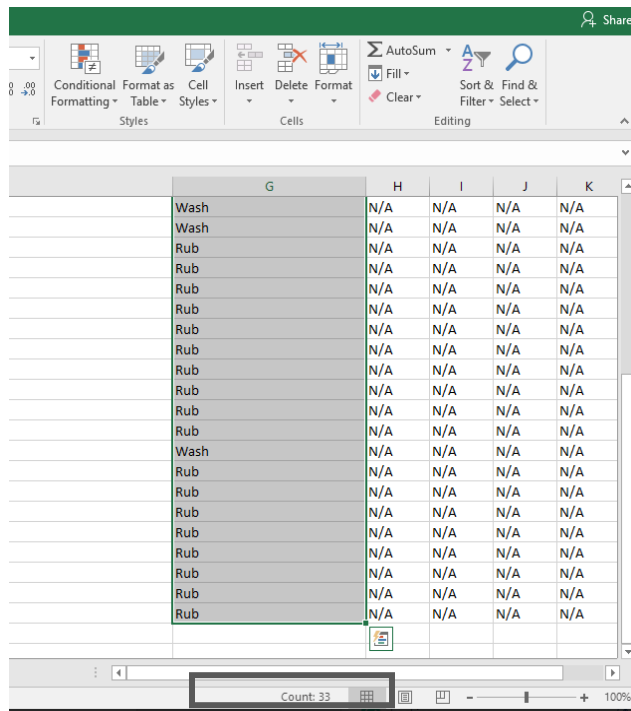 Share
AutoSum
Fill
Clear
Conditional Formatting
Format as Table
Cell Styles
Insert
Delete
Format
Sort & Filter
Find & Select
Styles
Cells
Editing
G H I J K
Wash N/A N/A N/A N/A
Wash N/A N/A N/A N/A
Rub N/A N/A N/A N/A
Rub N/A N/A N/A N/A
Rub N/A N/A N/A N/A
Rub N/A N/A N/A N/A
Rub N/A N/A N/A N/A
Rub N/A N/A N/A N/A
Rub N/A N/A N/A N/A
Rub N/A N/A N/A N/A
Rub N/A N/A N/A N/A
Rub N/A N/A N/A N/A
Wash N/A N/A N/A N/A
Rub N/A N/A N/A N/A
Rub N/A N/A N/A N/A
Rub N/A N/A N/A N/A
Rub N/A N/A N/A N/A
Rub N/A N/A N/A N/A
Rub N/A N/A N/A N/A
Rub N/A N/A N/A N/A
Rub N/A N/A N/A N/A
Count: 33
100%